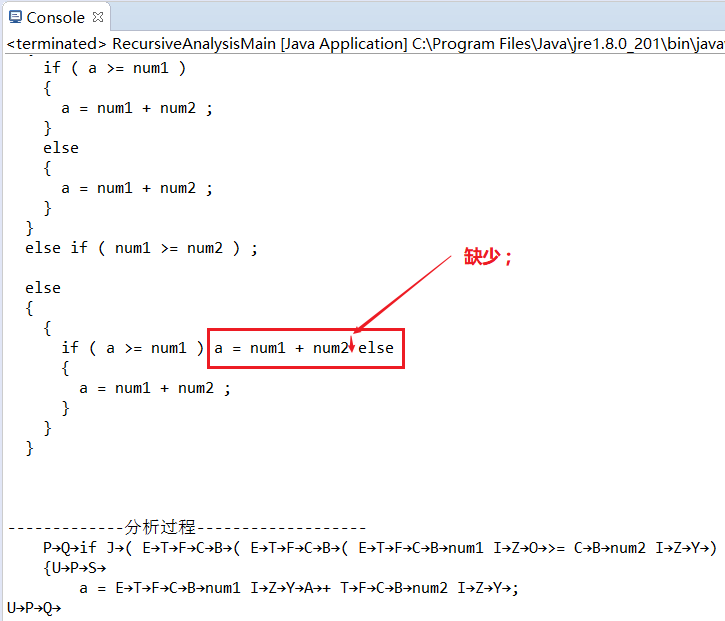 Console
<terminated> RecursiveAnalysisMain [Java Application] C:\Program Files\Java\jre1.8.0_201\bin\javaw
if ( a >= num1 )
{
a = num1 + num2 ;
}
else
{
a = num1 + num2 ;
}
}
else if ( num1 >= num2 ) ;
缺少 ;
else
{
{
if ( a >= num1 ) a = num1 + num2 else
{
a = num1 + num2 ;
}
}
}
-------------分析过程-------------------
P→Q→if J→( E→T→F→C→B→( E→T→F→C→B→( E→T→F→C→B→num1 I→Z→O→>= C→B→num2 I→Z→Y→)
{U→P→S→
a = E→T→F→C→B→num1 I→Z→Y→A→+ T→F→C→B→num2 I→Z→Y→;
U→P→Q→